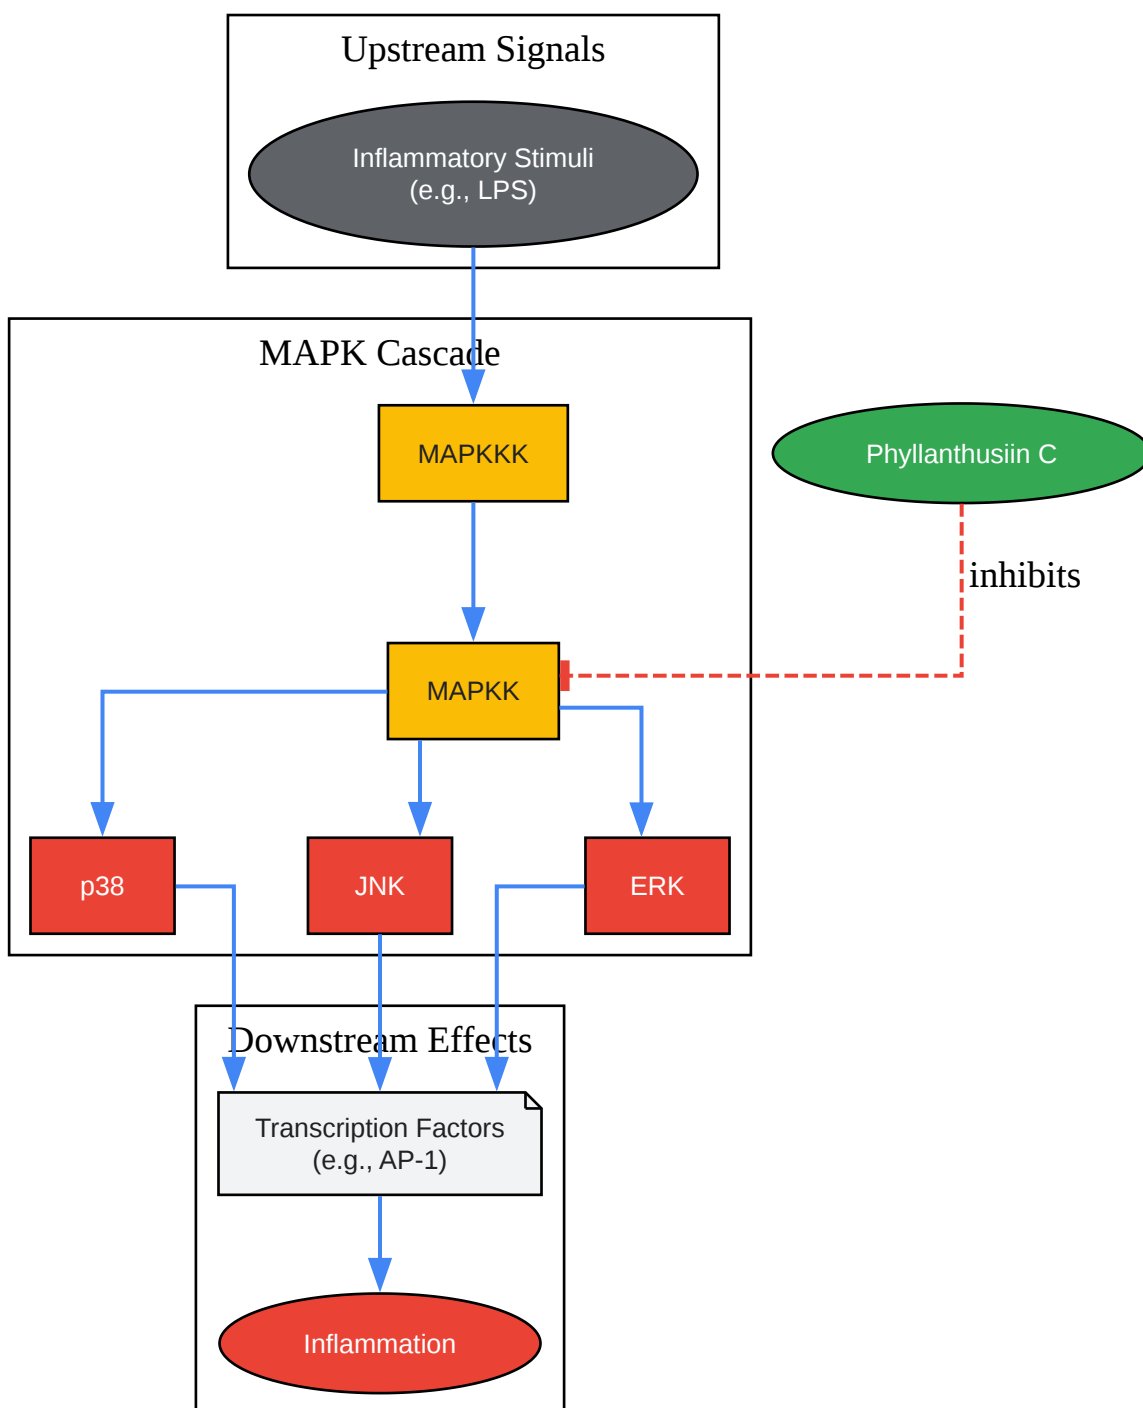 Upstream Signals
Inflammatory Stimuli
(e.g., LPS)
MAPK Cascade
MAPKKK
Phyllanthusiin C
inhibits
MAPKK
p38
JNK
ERK
Downstream Effects
Transcription Factors
(e.g., AP-1)
Inflammation